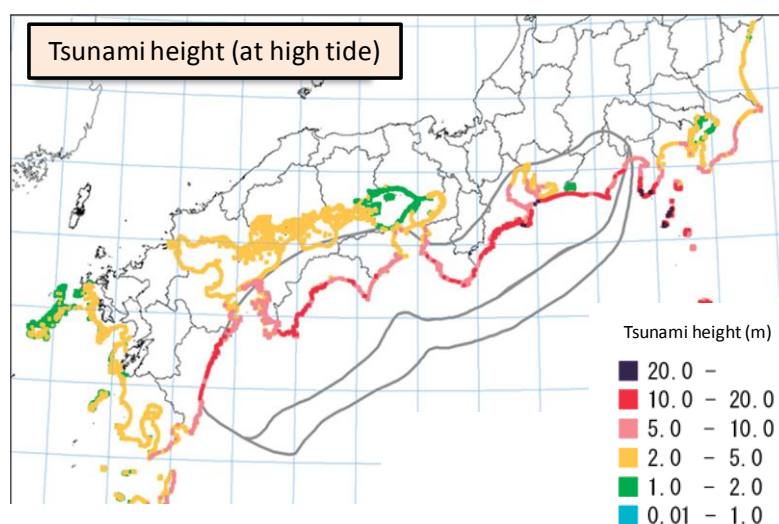 Tsunami height (at high tide)
Tsunami height (m)
20.0 -
10.0 - 20.0
5.0 - 10.0
2.0 - 5.0
1.0 - 2.0
0.01 - 1.0